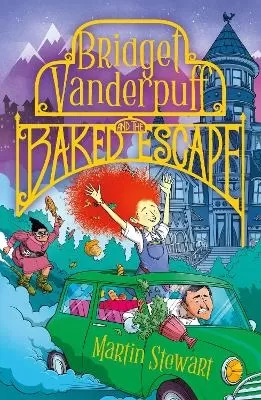 Bridget
Vanderpuff
AND THE
BAKED ESCAPE
Martin Stewart